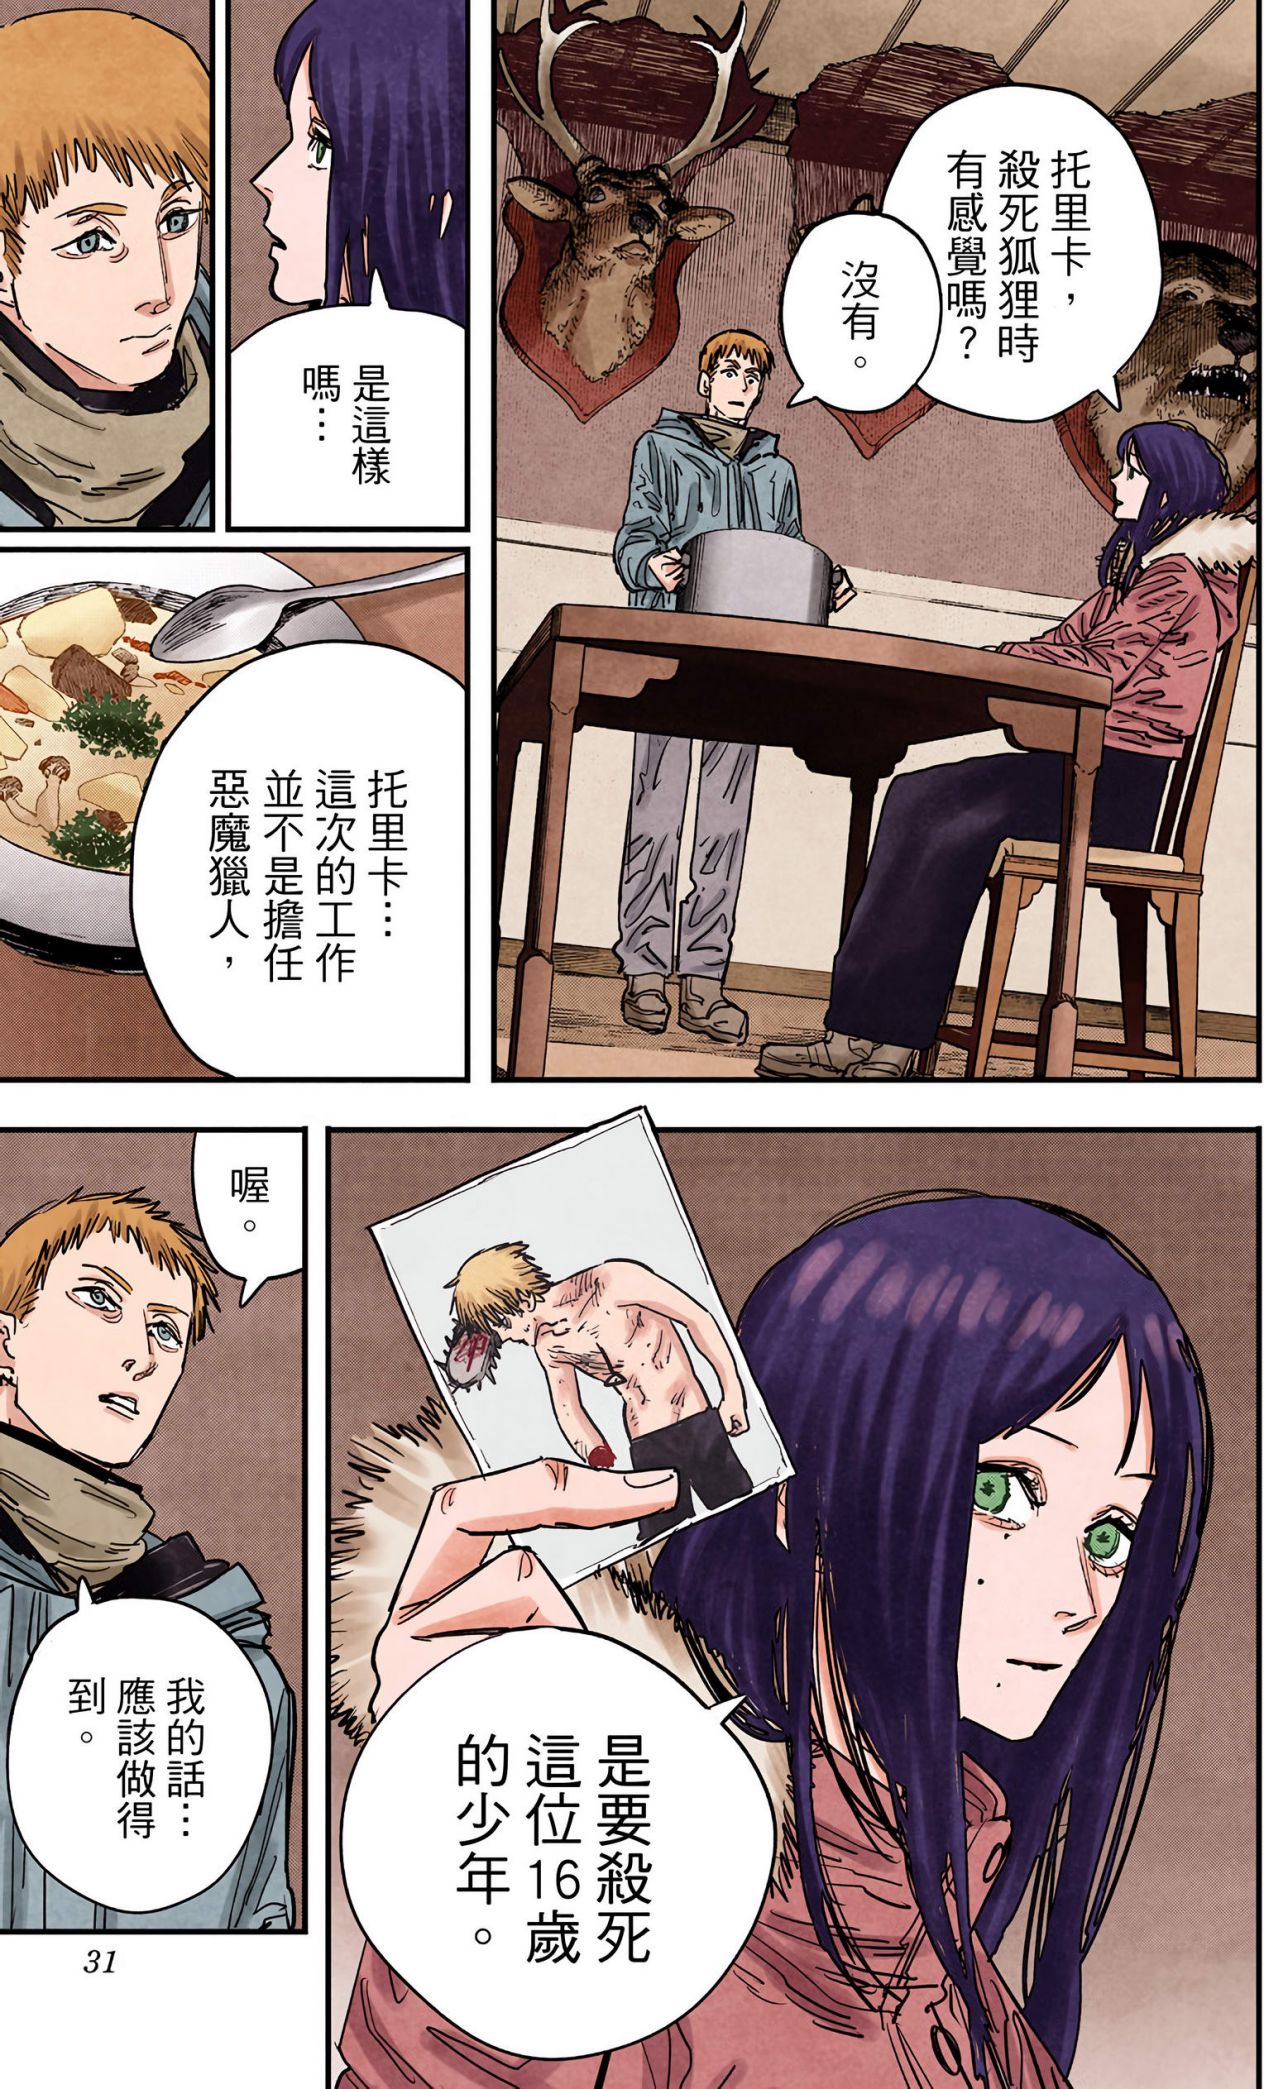 托里卡，
殺死狐狸時
有感覺嗎？
沒有。
是這樣
嗎…
托里卡…
這次的工作
並不是擔任
惡魔獵人，
是要殺死
這位16歲
的少年。
喔。
我的話…
應該做得
到。
31